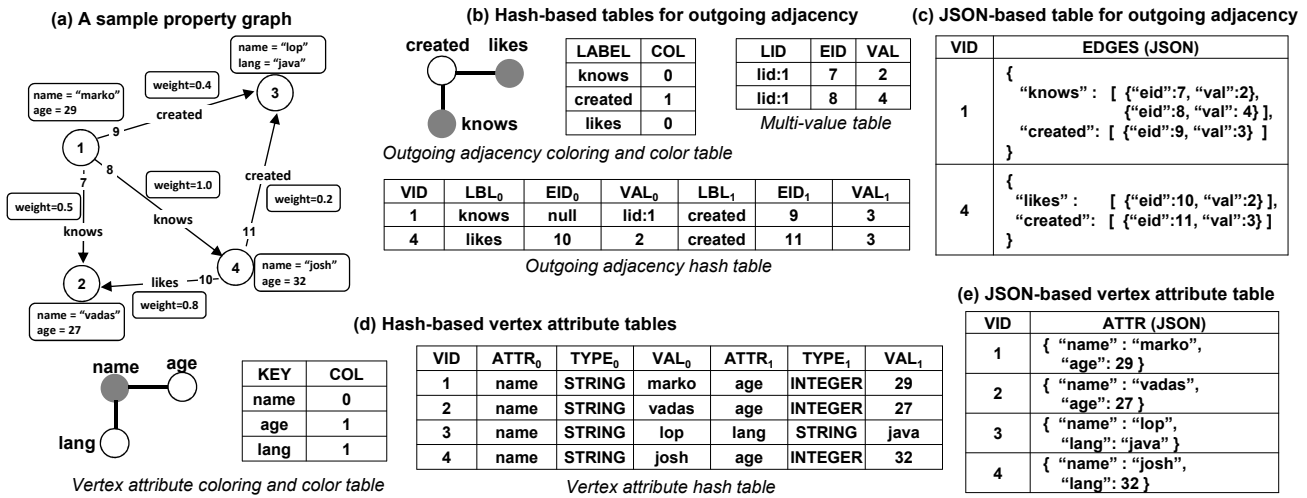 (a) A sample property graph
name = “lop”
lang = “java”
weight=0.4
3
name = “marko”
age = 29
9
created
1
8
7
weight=1.0
created
weight=0.5
weight=0.2
knows
knows
11
4
name = “josh”
age = 32
likes
10
2
weight=0.8
name = “vadas”
age = 27
(b) Hash-based tables for outgoing adjacency
created likes
knows
LABEL COL
knows 0
created 1
likes 0
LID EID VAL
lid:1 7 2
lid:1 8 4
Multi-value table
Outgoing adjacency coloring and color table
VID LBL₀ EID₀ VAL₀ LBL₁ EID₁ VAL₁
1 knows null lid:1 created 9 3
4 likes 10 2 created 11 3
Outgoing adjacency hash table
(c) JSON-based table for outgoing adjacency
VID EDGES (JSON)
1
{
“knows” : [ {“eid”:7, “val”:2},
{“eid”:8, “val”: 4} ],
“created”: [ {“eid”:9, “val”:3} ]
}
4
{
“likes” : [ {“eid”:10, “val”:2} ],
“created”: [ {“eid”:11, “val”:3} ]
}
(d) Hash-based vertex attribute tables
name age
lang
KEY COL
name 0
age 1
lang 1
Vertex attribute coloring and color table
VID ATTR₀ TYPE₀ VAL₀ ATTR₁ TYPE₁ VAL₁
1 name STRING marko age INTEGER 29
2 name STRING vadas age INTEGER 27
3 name STRING lop lang STRING java
4 name STRING josh age INTEGER 32
Vertex attribute hash table
(e) JSON-based vertex attribute table
VID ATTR (JSON)
1
{ “name” : “marko”,
“age”: 29 }
2
{ “name” : “vadas”,
“age”: 27 }
3
{ “name” : “lop”,
“lang”: “java” }
4
{ “name” : “josh”,
“lang”: 32 }